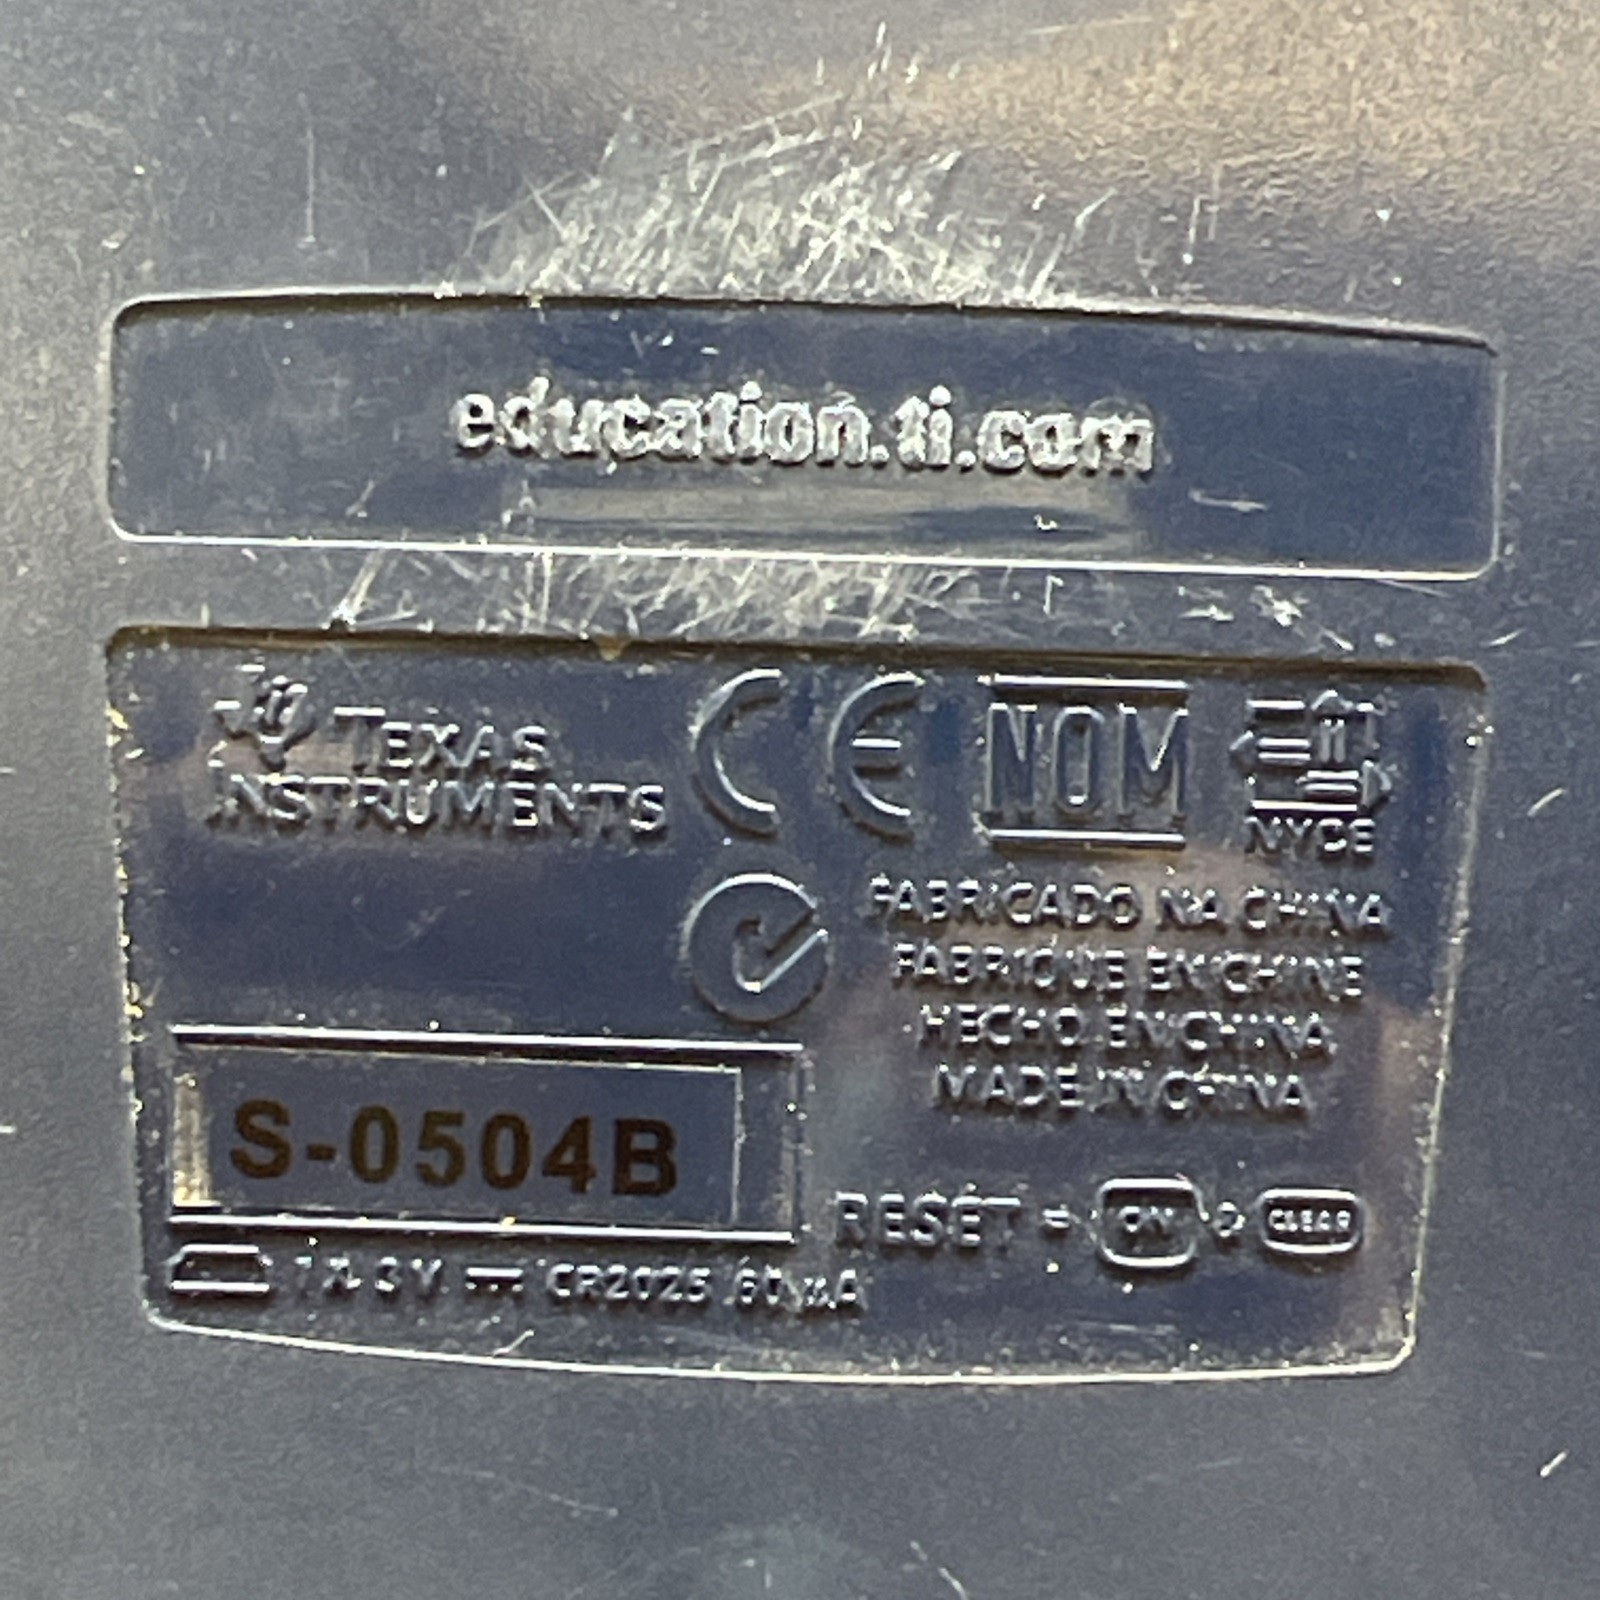 education.ti.com
TEXAS
INSTRUMENTS
CE
NOM
NYCE
FABRICADO NA CHINA
FABRIQUE EN CHINE
HECHO EN CHINA
MADE IN CHINA
S-0504B
RESET = ON & CLEAR
3 V CR2025